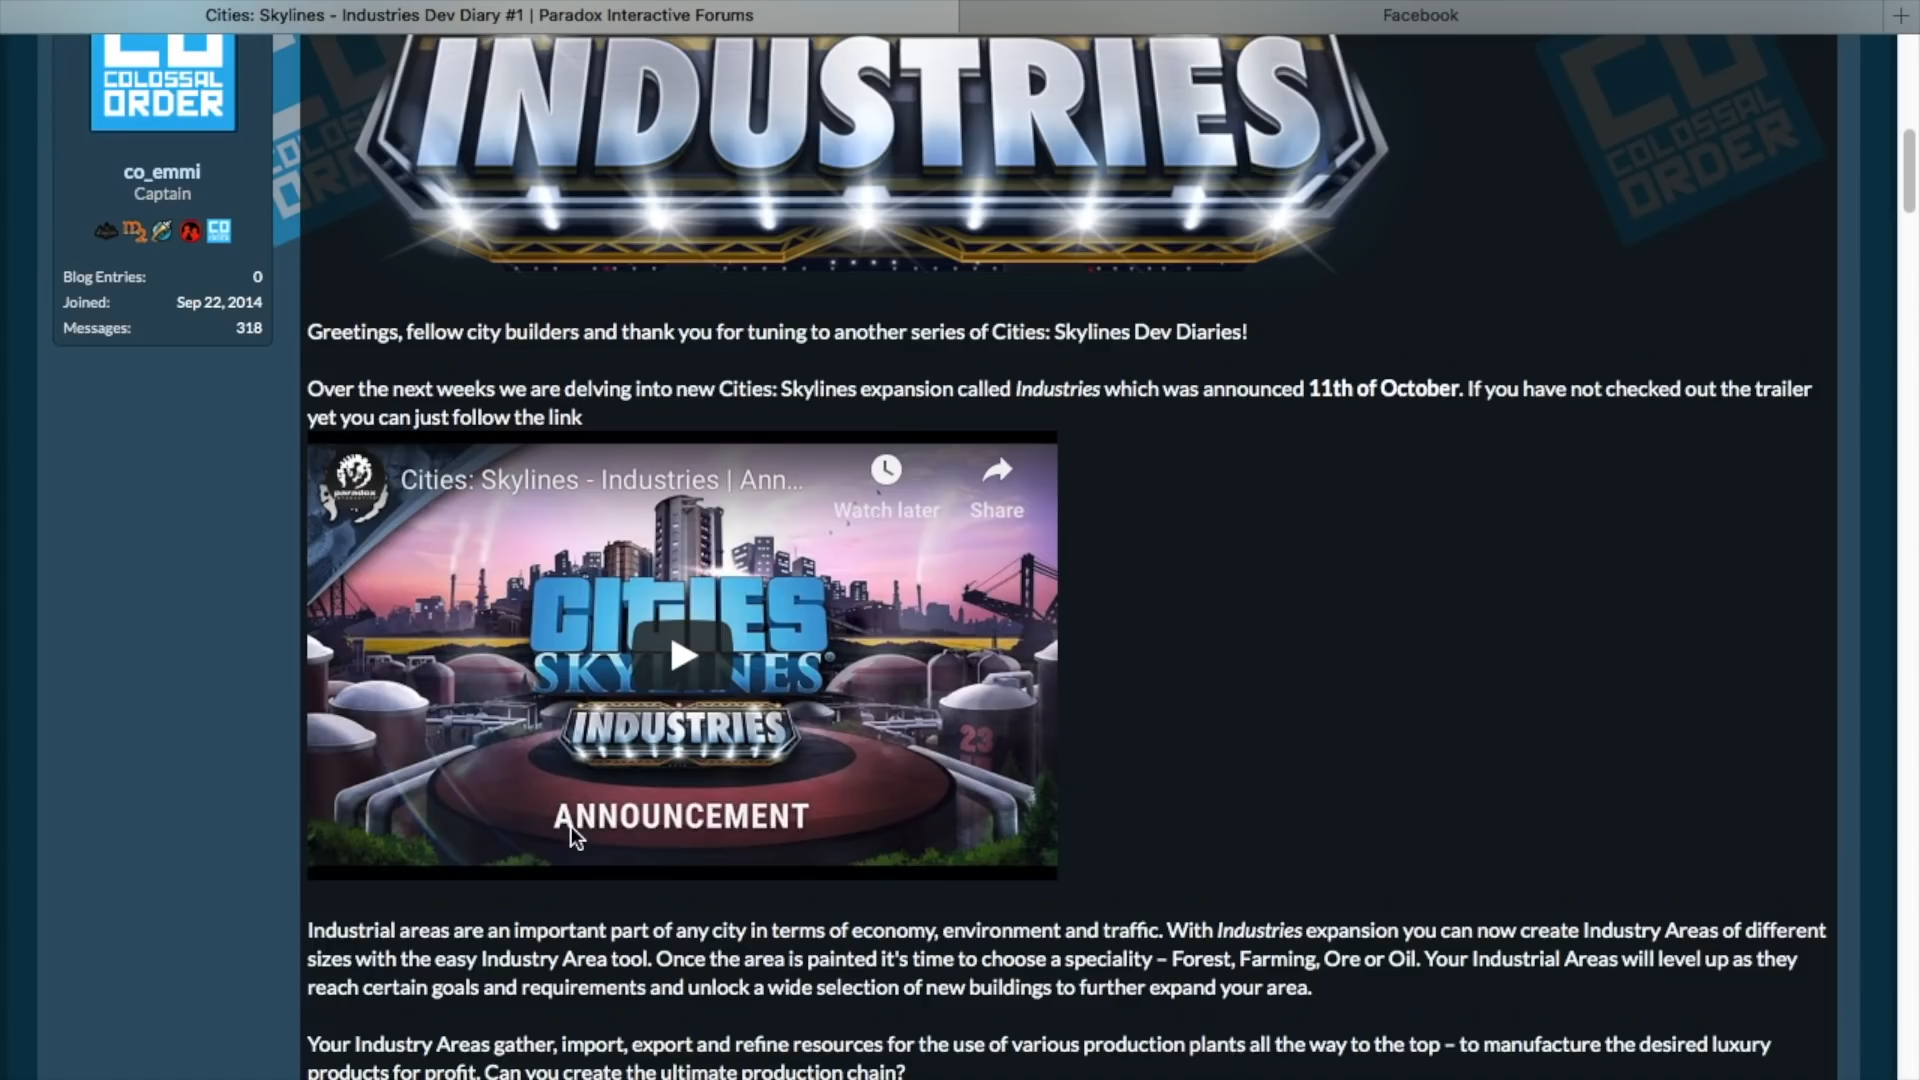 Cities: Skylines - Industries Dev Diary #1 | Paradox Interactive Forums
Facebook
CO
COLOSSAL
ORDER
INDUSTRIES
COLOSSAL
ORDER
co_emmi
Captain
Blog Entries: 0
Joined: Sep 22, 2014
Messages: 318
Greetings, fellow city builders and thank you for tuning to another series of Cities: Skylines Dev Diaries!
Over the next weeks we are delving into new Cities: Skylines expansion called Industries which was announced 11th of October. If you have not checked out the trailer
yet you can just follow the link
paradox
Cities: Skylines - Industries | Ann...
Watch later
Share
CITIES
SKYLINES
INDUSTRIES
23
ANNOUNCEMENT
Industrial areas are an important part of any city in terms of economy, environment and traffic. With Industries expansion you can now create Industry Areas of different
sizes with the easy Industry Area tool. Once the area is painted it's time to choose a speciality – Forest, Farming, Ore or Oil. Your Industrial Areas will level up as they
reach certain goals and requirements and unlock a wide selection of new buildings to further expand your area.
Your Industry Areas gather, import, export and refine resources for the use of various production plants all the way to the top – to manufacture the desired luxury
products for profit. Can you create the ultimate production chain?